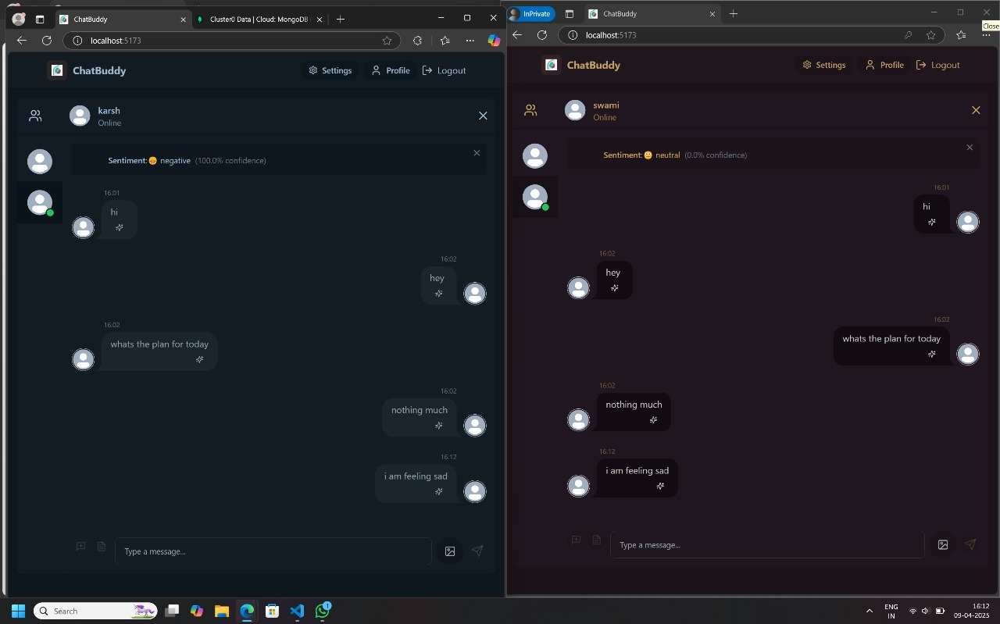 ChatBuddy
Cluster0 Data | Cloud: MongoDB
localhost:5173
ChatBuddy
Settings
Profile
Logout
karsh
Online
Sentiment:😞 negative (100.0% confidence)
16:01
hi
16:02
hey
16:02
whats the plan for today
16:02
nothing much
16:12
i am feeling sad
Type a message...
InPrivate
ChatBuddy
Close
localhost:5173
ChatBuddy
Settings
Profile
Logout
swami
Online
Sentiment:😐 neutral (0.0% confidence)
16:01
hi
16:02
hey
16:02
whats the plan for today
16:02
nothing much
16:12
i am feeling sad
Type a message...
Search
1
ENG
IN
16:12
09-04-2025